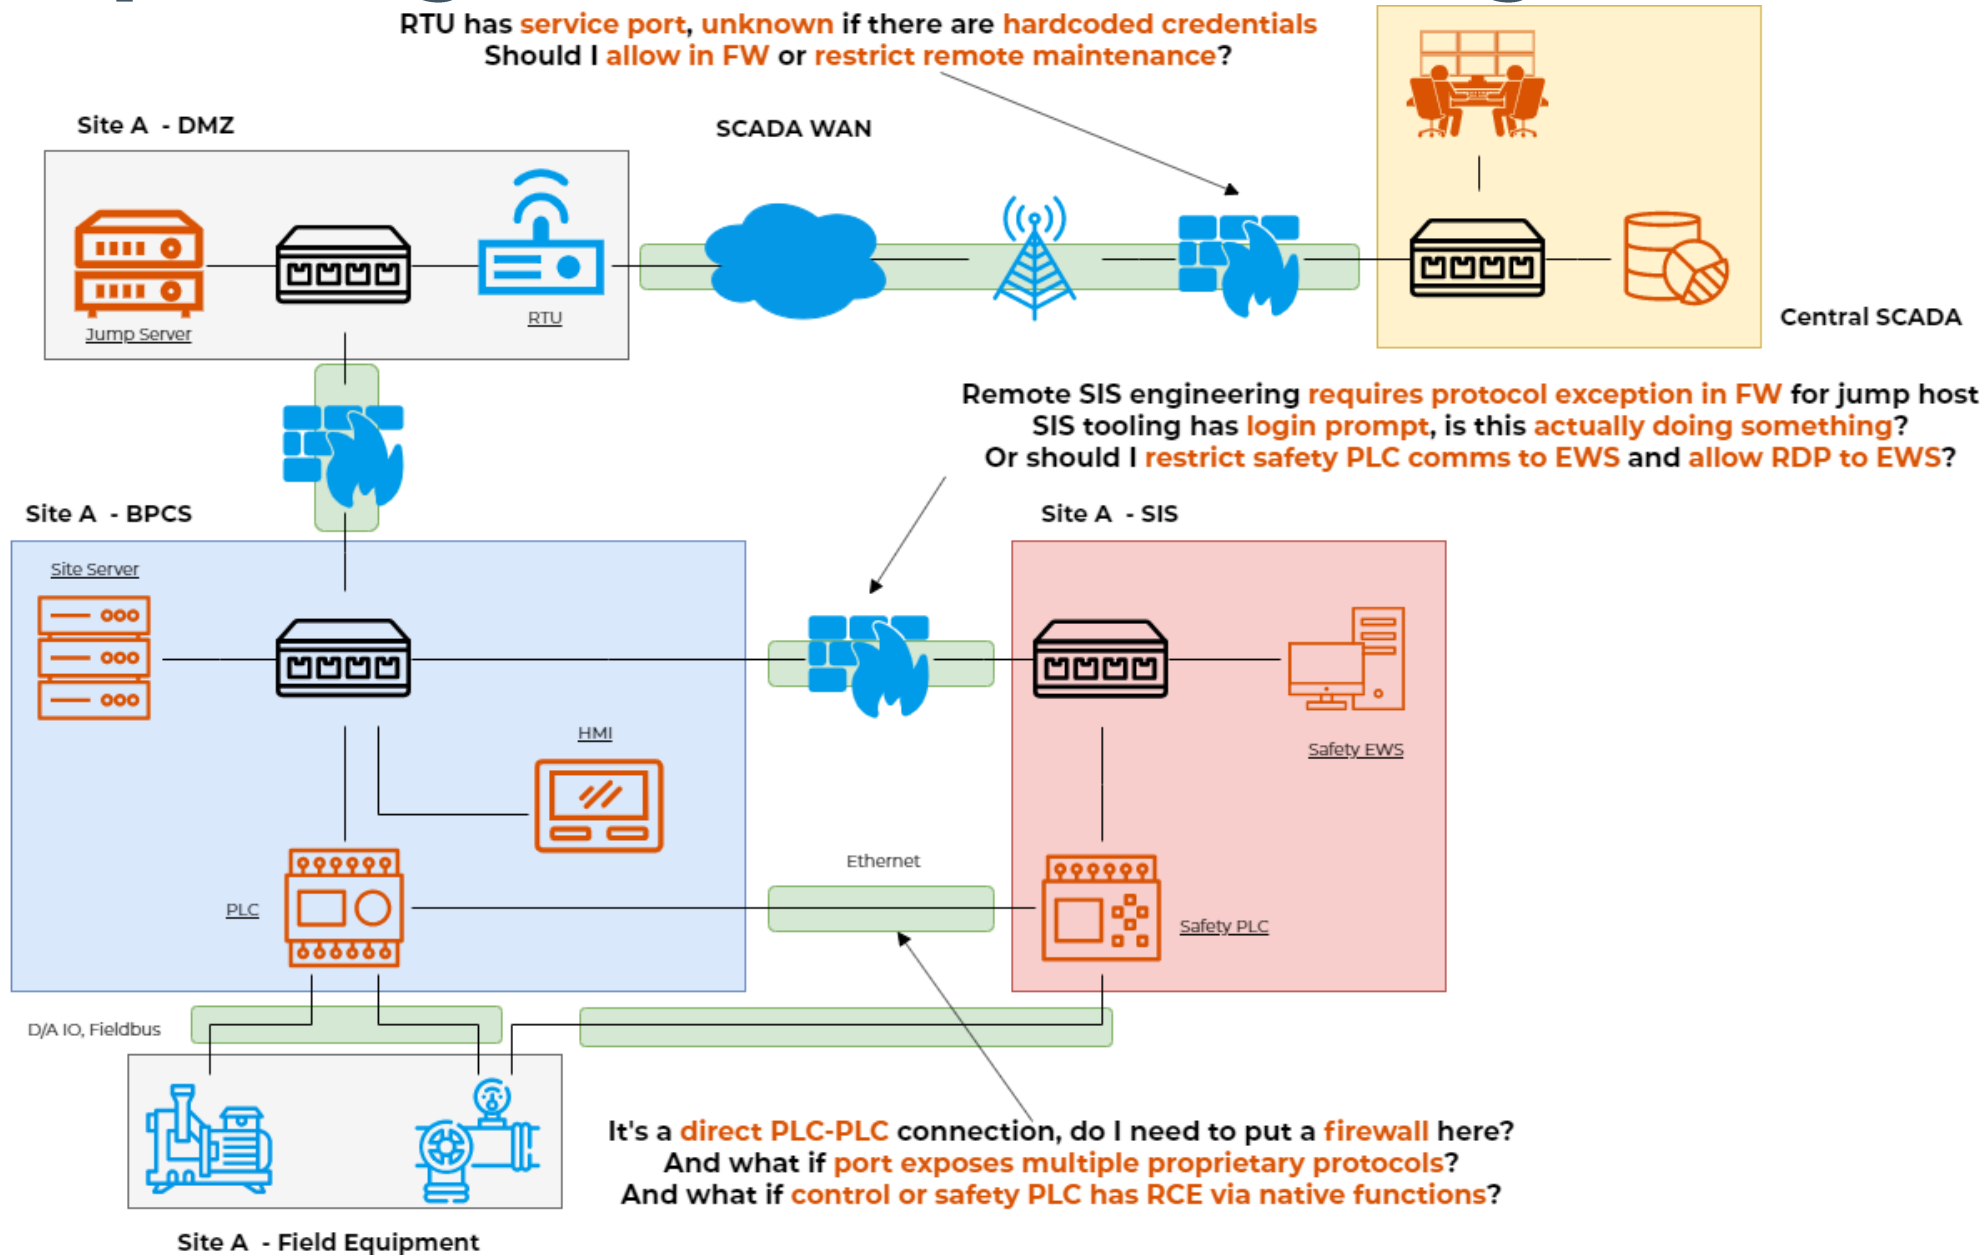 RTU has service port, unknown if there are hardcoded credentials
Should I allow in FW or restrict remote maintenance?
Site A - DMZ
SCADA WAN
Jump Server
RTU
Central SCADA
Remote SIS engineering requires protocol exception in FW for jump host
SIS tooling has login prompt, is this actually doing something?
Or should I restrict safety PLC comms to EWS and allow RDP to EWS?
Site A - BPCS
Site A - SIS
Site Server
HMI
Safety EWS
Ethernet
PLC
Safety PLC
D/A IO, Fieldbus
It's a direct PLC-PLC connection, do I need to put a firewall here?
And what if port exposes multiple proprietary protocols?
And what if control or safety PLC has RCE via native functions?
Site A - Field Equipment